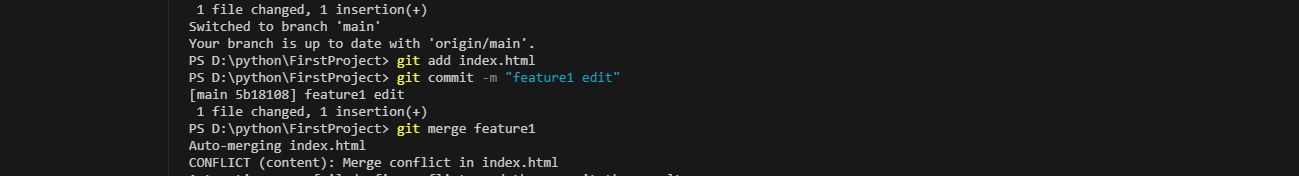 1 file changed, 1 insertion(+)
Switched to branch 'main'
Your branch is up to date with 'origin/main'.
PS D:\python\FirstProject> git add index.html
PS D:\python\FirstProject> git commit -m "feature1 edit"
[main 5b18108] feature1 edit
1 file changed, 1 insertion(+)
PS D:\python\FirstProject> git merge feature1
Auto-merging index.html
CONFLICT (content): Merge conflict in index.html